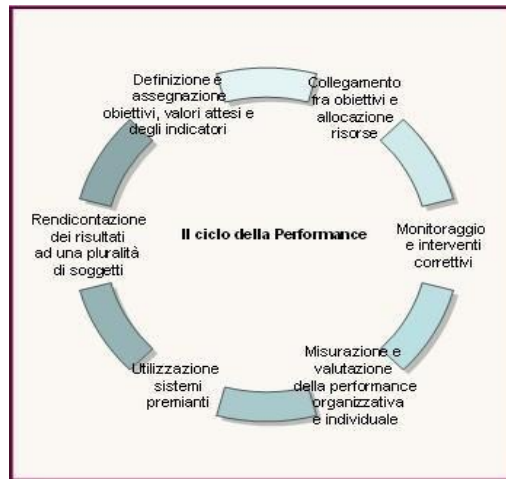 Definizione e
assegnazione
obiettivi, valori attesi e
degli indicatori
Collegamento
fra obiettivi e
allocazione
risorse
Monitoraggio
e interventi
correttivi
Misurazione e
valutazione
della performance
organizzativa
e individuale
Utilizzazione
sistemi
premianti
Rendicontazione
dei risultati
ad una pluralità
di soggetti
Il ciclo della Performance